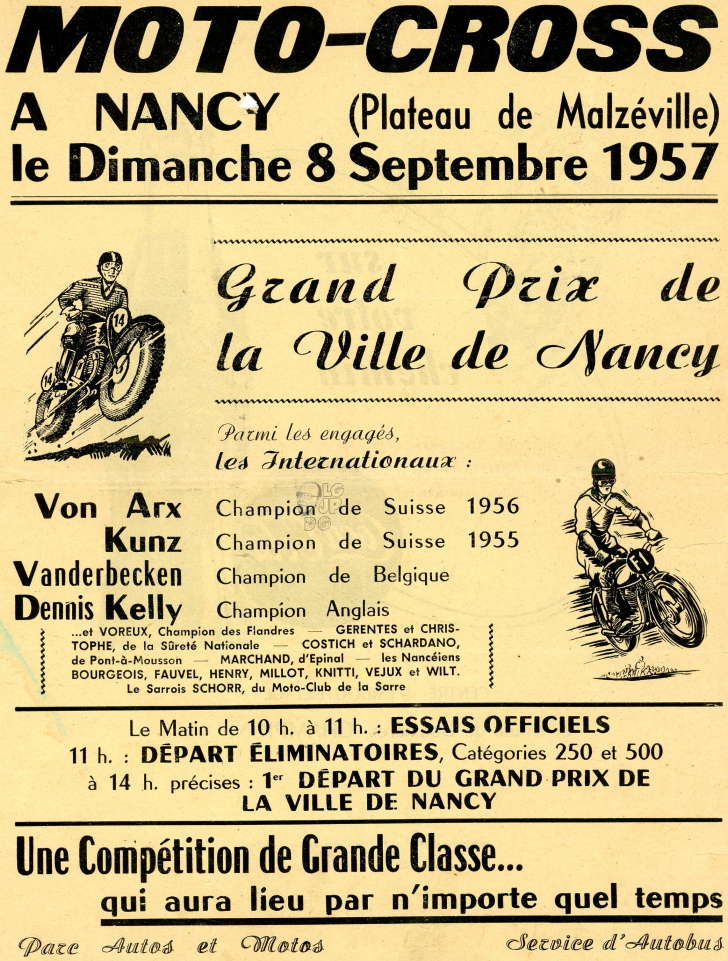 MOTO-CROSS
A NANCY (Plateau de Malzéville)
le Dimanche 8 Septembre 1957
Grand Prix de
la Ville de Nancy
14
14
Parmi les engagés,
les Internationaux :
Von Arx Champion de Suisse 1956
Kunz Champion de Suisse 1955
Vanderbecken Champion de Belgique
Dennis Kelly Champion Anglais
F1
...et VOREUX, Champion des Flandres — GERENTES et CHRIS-
TOPHE, de la Sûreté Nationale — COSTICH et SCHARDANO,
de Pont-à-Mousson — MARCHAND, d'Epinal — les Nancéiens
BOURGEOIS, FAUVEL, HENRY, MILLOT, KNITTI, VEJUX et WILT.
Le Sarrois SCHORR, du Moto-Club de la Sarre
Le Matin de 10 h. à 11 h. : ESSAIS OFFICIELS
11 h. : DÉPART ÉLIMINATOIRES, Catégories 250 et 500
à 14 h. précises : 1er DÉPART DU GRAND PRIX DE
LA VILLE DE NANCY
Une Compétition de Grande Classe...
qui aura lieu par n'importe quel temps
Parc Autos et Motos Service d'Autobus